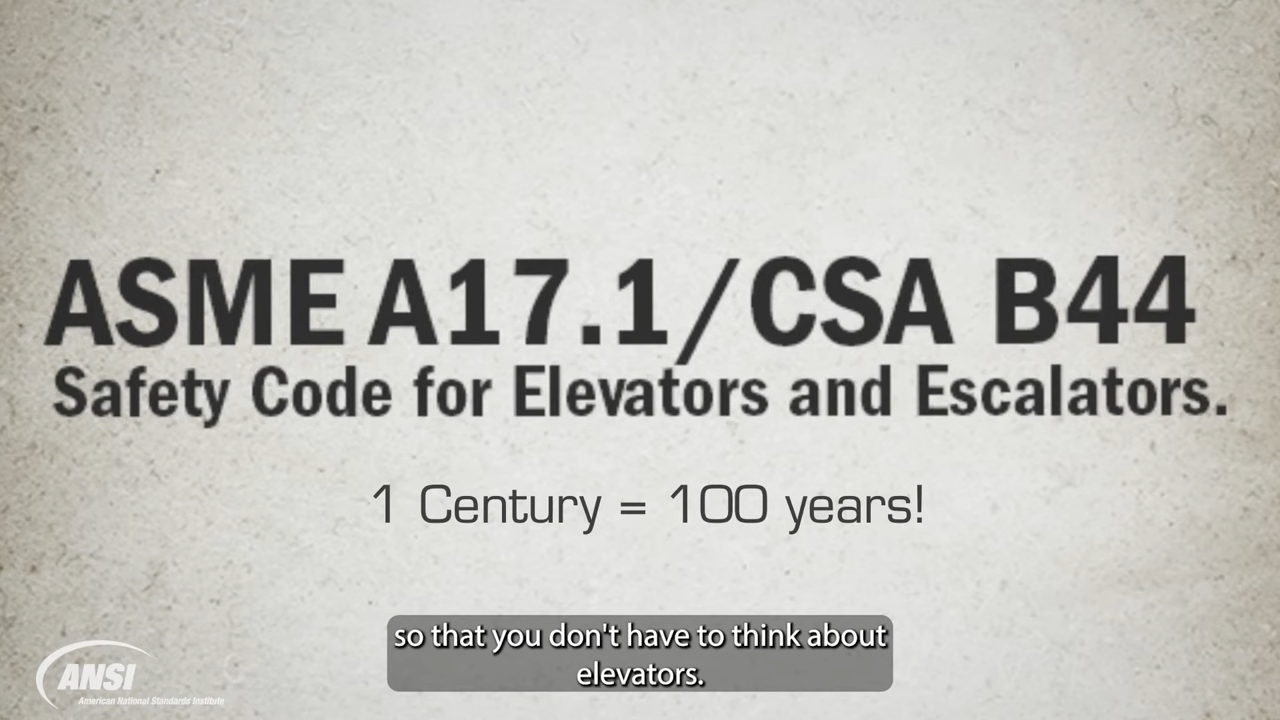 ASME A17.1/CSA B44
Safety Code for Elevators and Escalators.
1 Century = 100 years!
so that you don't have to think about
elevators.
ANSI
American National Standards Institute